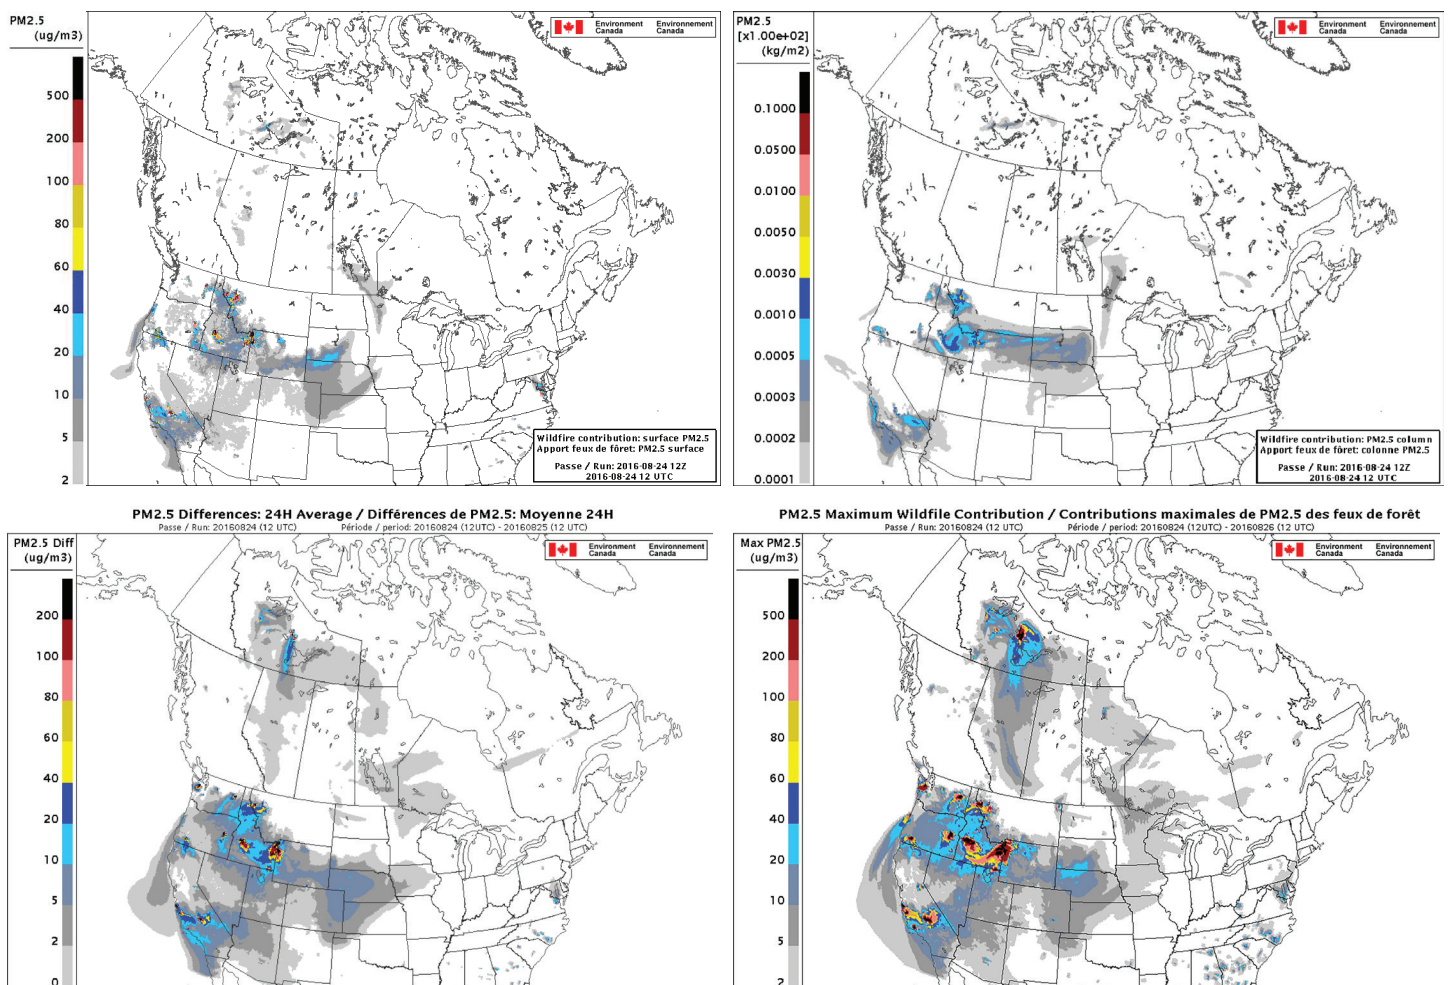 PM2.5
(ug/m3)
500
200
100
80
60
40
20
10
5
2
Environment Canada
Environnement Canada
Wildfire contribution: surface PM2.5
Apport feux de fôret: PM2.5 surface
Passe / Run: 2016-08-24 12Z
2016-08-24 12 UTC
PM2.5
[x1.00e+02]
(kg/m2)
0.1000
0.0500
0.0100
0.0050
0.0030
0.0010
0.0005
0.0003
0.0002
0.0001
Environment Canada
Environnement Canada
Wildfire contribution: PM2.5 column
Apport feux de fôret: colonne PM2.5
Passe / Run: 2016-08-24 12Z
2016-08-24 12 UTC
PM2.5 Differences: 24H Average / Différences de PM2.5: Moyenne 24H
Passe / Run: 20160824 (12 UTC) Période / period: 20160824 (12UTC) - 20160825 (12 UTC)
PM2.5 Diff
(ug/m3)
200
100
80
60
40
20
10
5
2
0
Environment Canada
Environnement Canada
PM2.5 Maximum Wildfile Contribution / Contributions maximales de PM2.5 des feux de forêt
Passe / Run: 20160824 (12 UTC) Période / period: 20160824 (12UTC) - 20160826 (12 UTC)
Max PM2.5
(ug/m3)
500
200
100
80
60
40
20
10
5
2
Environment Canada
Environnement Canada